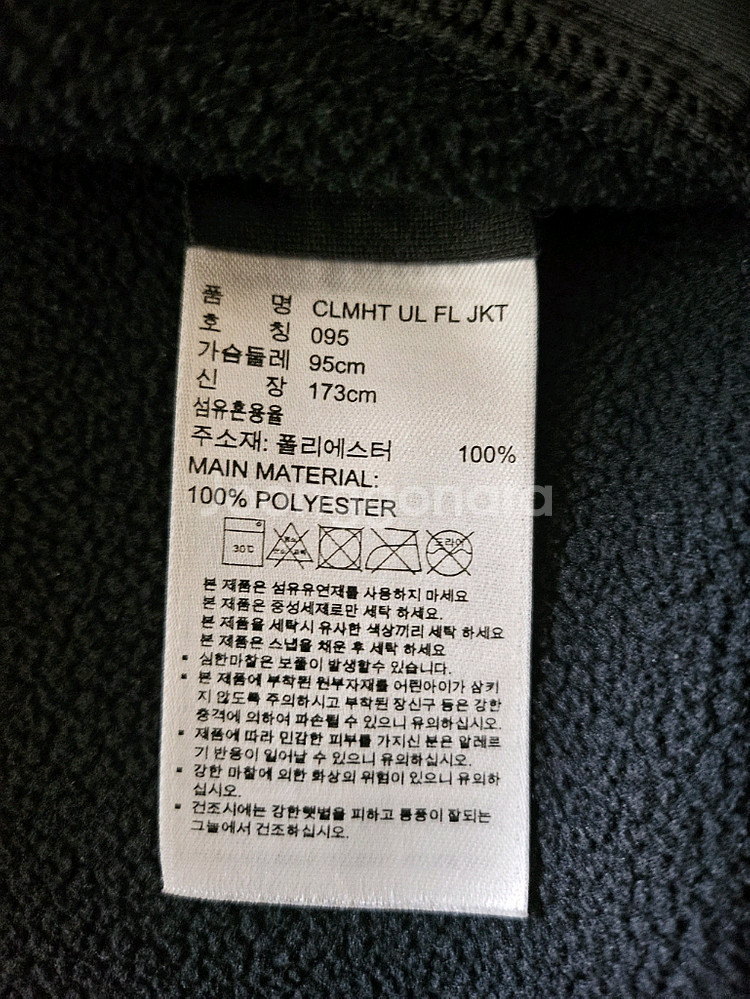 품 명 CLMHT UL FL JKT
호 칭 095
가슴둘레 95cm
신 장 173cm
섬유혼용율
주소재: 폴리에스터 100%
MAIN MATERIAL:
100% POLYESTER
30℃ 드라이
본 제품은 섬유유연제를 사용하지 마세요
본 제품은 중성세제로만 세탁 하세요.
본 제품을 세탁시 유사한 색상끼리 세탁 하세요
본 제품은 스냅을 채운 후 세탁 하세요
▪ 심한마찰은 보풀이 발생할수 있습니다.
▪ 본 제품에 부착된 원부자재를 어린아이가 삼키
지 않도록 주의하시고 부착된 장신구 등은 강한
충격에 의하여 파손될 수 있으니 유의하십시오.
▪ 제품에 따라 민감한 피부를 가지신 분은 알레르
기 반응이 일어날 수 있으니 유의하십시오.
▪ 강한 마찰에 의한 화상의 위험이 있으니 유의하
십시오.
▪ 건조시에는 강한햇볕을 피하고 통풍이 잘되는
그늘에서 건조하십시오.